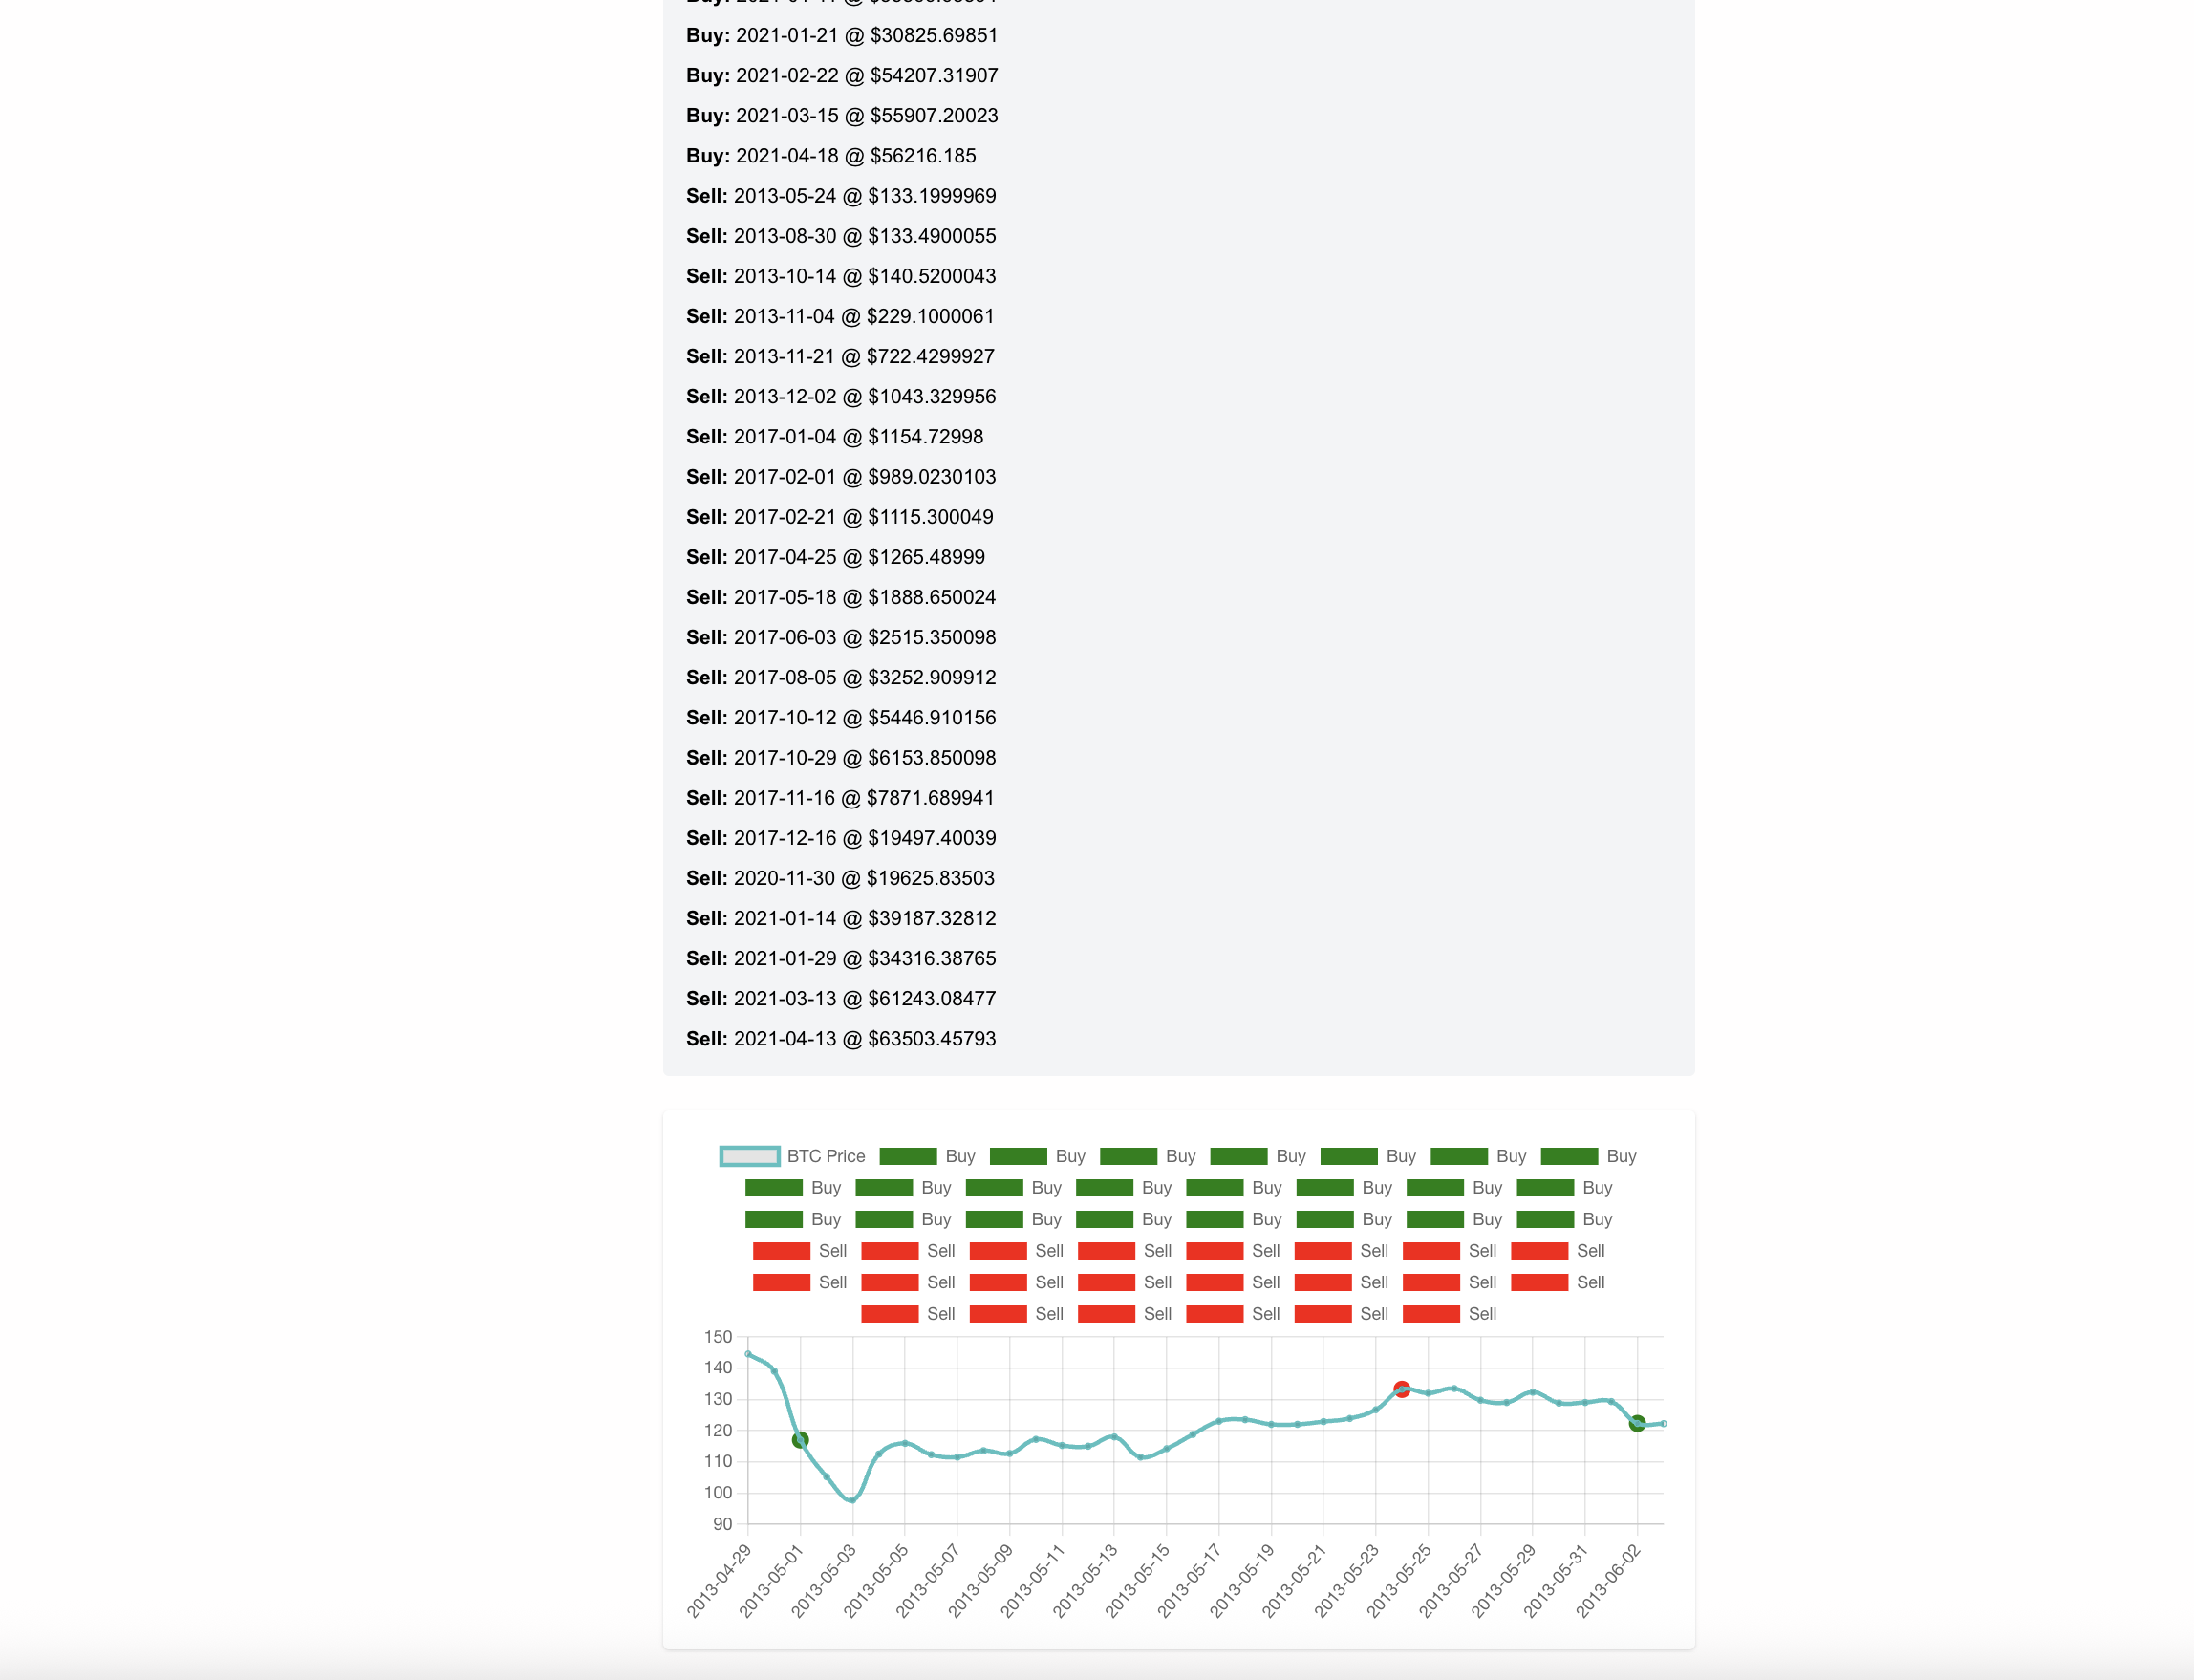 Buy: 2021-01-21 @ $30825.69851
Buy: 2021-02-22 @ $54207.31907
Buy: 2021-03-15 @ $55907.20023
Buy: 2021-04-18 @ $56216.185
Sell: 2013-05-24 @ $133.1999969
Sell: 2013-08-30 @ $133.4900055
Sell: 2013-10-14 @ $140.5200043
Sell: 2013-11-04 @ $229.1000061
Sell: 2013-11-21 @ $722.4299927
Sell: 2013-12-02 @ $1043.329956
Sell: 2017-01-04 @ $1154.72998
Sell: 2017-02-01 @ $989.0230103
Sell: 2017-02-21 @ $1115.300049
Sell: 2017-04-25 @ $1265.48999
Sell: 2017-05-18 @ $1888.650024
Sell: 2017-06-03 @ $2515.350098
Sell: 2017-08-05 @ $3252.909912
Sell: 2017-10-12 @ $5446.910156
Sell: 2017-10-29 @ $6153.850098
Sell: 2017-11-16 @ $7871.689941
Sell: 2017-12-16 @ $19497.40039
Sell: 2020-11-30 @ $19625.83503
Sell: 2021-01-14 @ $39187.32812
Sell: 2021-01-29 @ $34316.38765
Sell: 2021-03-13 @ $61243.08477
Sell: 2021-04-13 @ $63503.45793
BTC Price Buy Buy Buy Buy Buy Buy Buy
Buy Buy Buy Buy Buy Buy Buy Buy
Buy Buy Buy Buy Buy Buy Buy Buy
Sell Sell Sell Sell Sell Sell Sell Sell
Sell Sell Sell Sell Sell Sell Sell Sell
Sell Sell Sell Sell Sell Sell
150
140
130
120
110
100
90
2013-04-29 2013-05-01 2013-05-03 2013-05-05 2013-05-07 2013-05-09 2013-05-11 2013-05-13 2013-05-15 2013-05-17 2013-05-19 2013-05-21 2013-05-23 2013-05-25 2013-05-27 2013-05-29 2013-05-31 2013-06-02